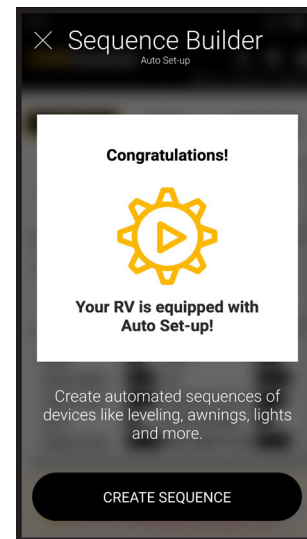 × Sequence Builder
Auto Set-up
Congratulations!
Your RV is equipped with
Auto Set-up!
Create automated sequences of
devices like leveling, awnings, lights
and more.
CREATE SEQUENCE